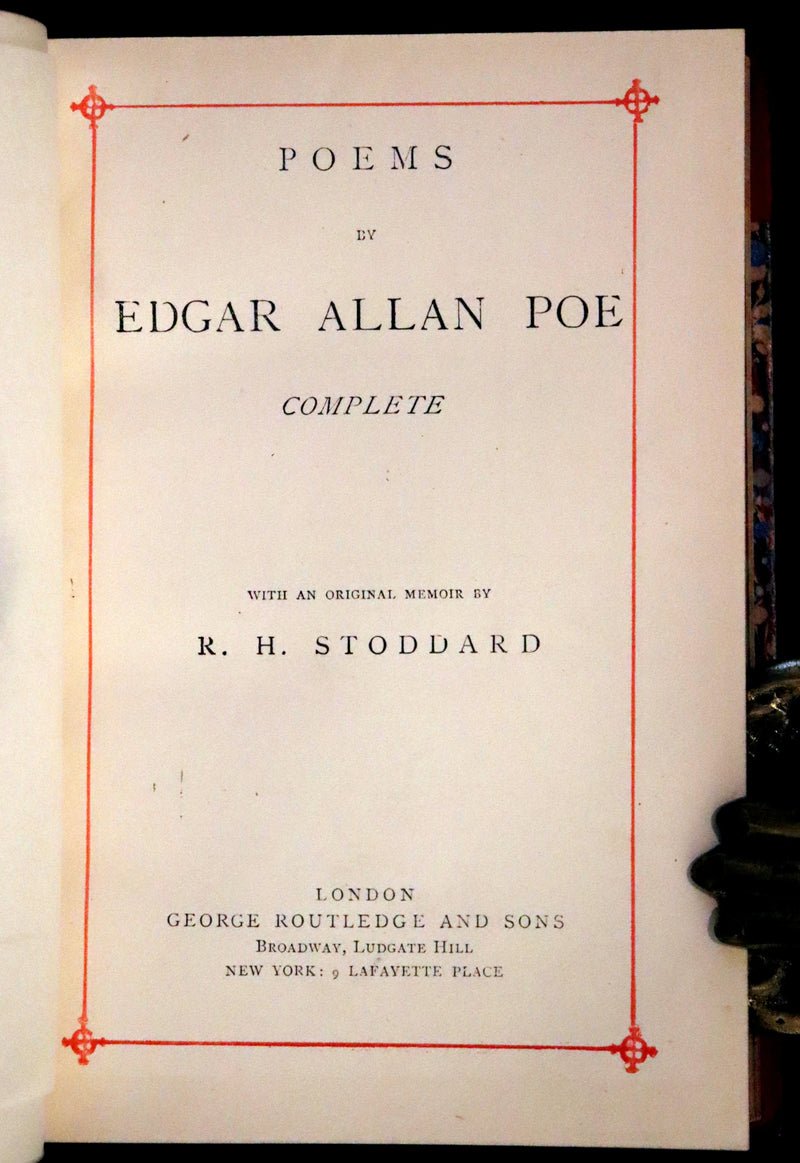 POEMS
BY
EDGAR ALLAN POE
COMPLETE
WITH AN ORIGINAL MEMOIR BY
R. H. STODDARD
LONDON
GEORGE ROUTLEDGE AND SONS
BROADWAY, LUDGATE HILL
NEW YORK: 9 LAFAYETTE PLACE